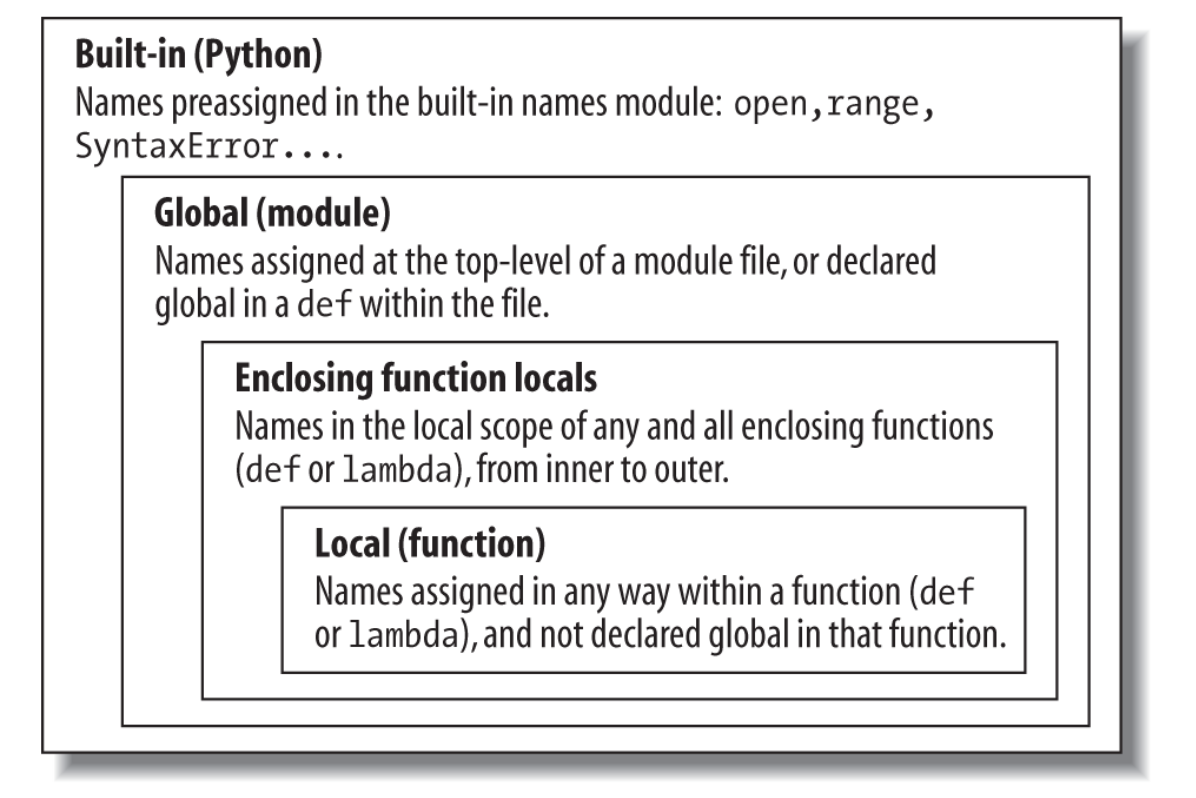 Built-in (Python)
Names preassigned in the built-in names module: open,range,
SyntaxError....
Global (module)
Names assigned at the top-level of a module file, or declared
global in a def within the file.
Enclosing function locals
Names in the local scope of any and all enclosing functions
(def or lambda), from inner to outer.
Local (function)
Names assigned in any way within a function (def
or lambda), and not declared global in that function.